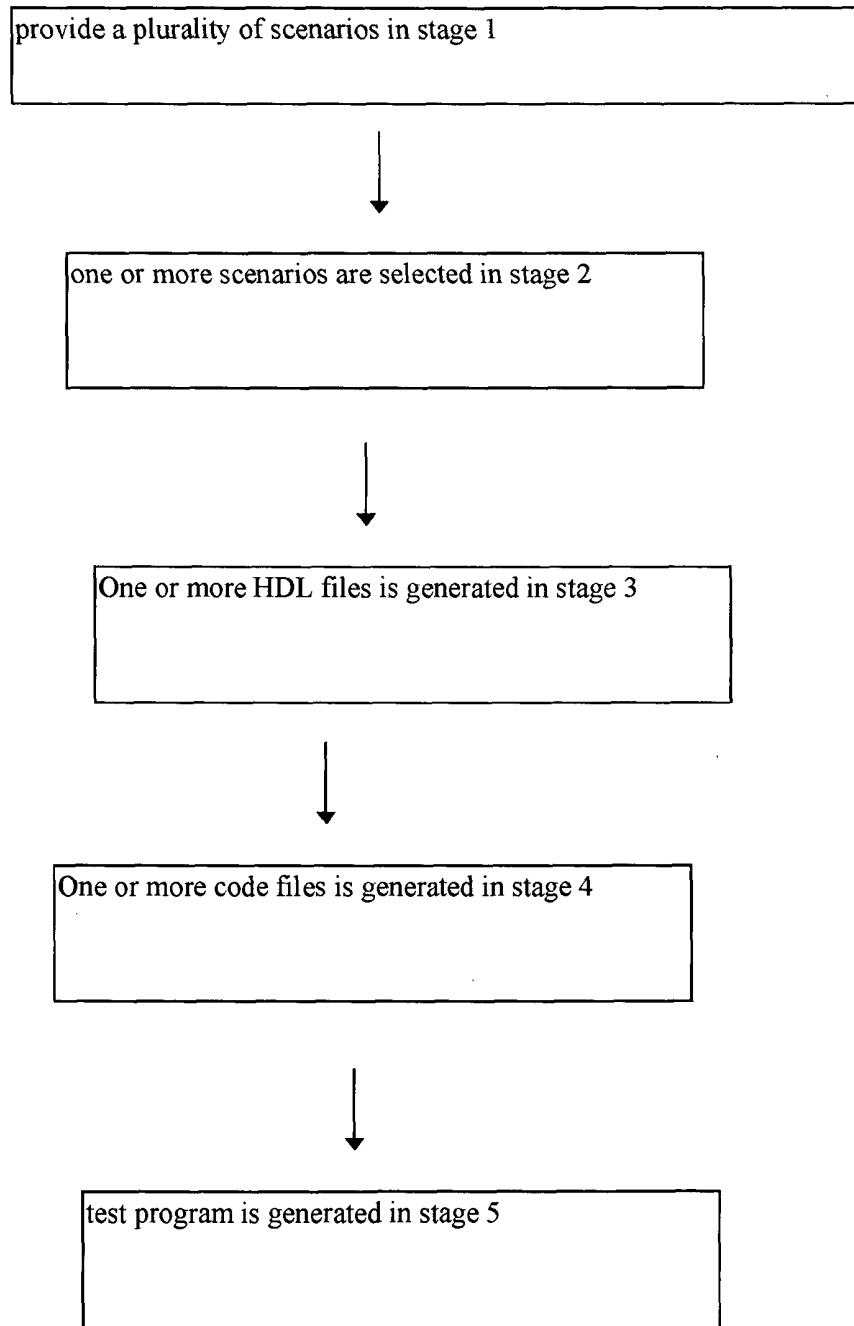 provide a plurality of scenarios in stage 1
one or more scenarios are selected in stage 2
One or more HDL files is generated in stage 3
One or more code files is generated in stage 4
test program is generated in stage 5